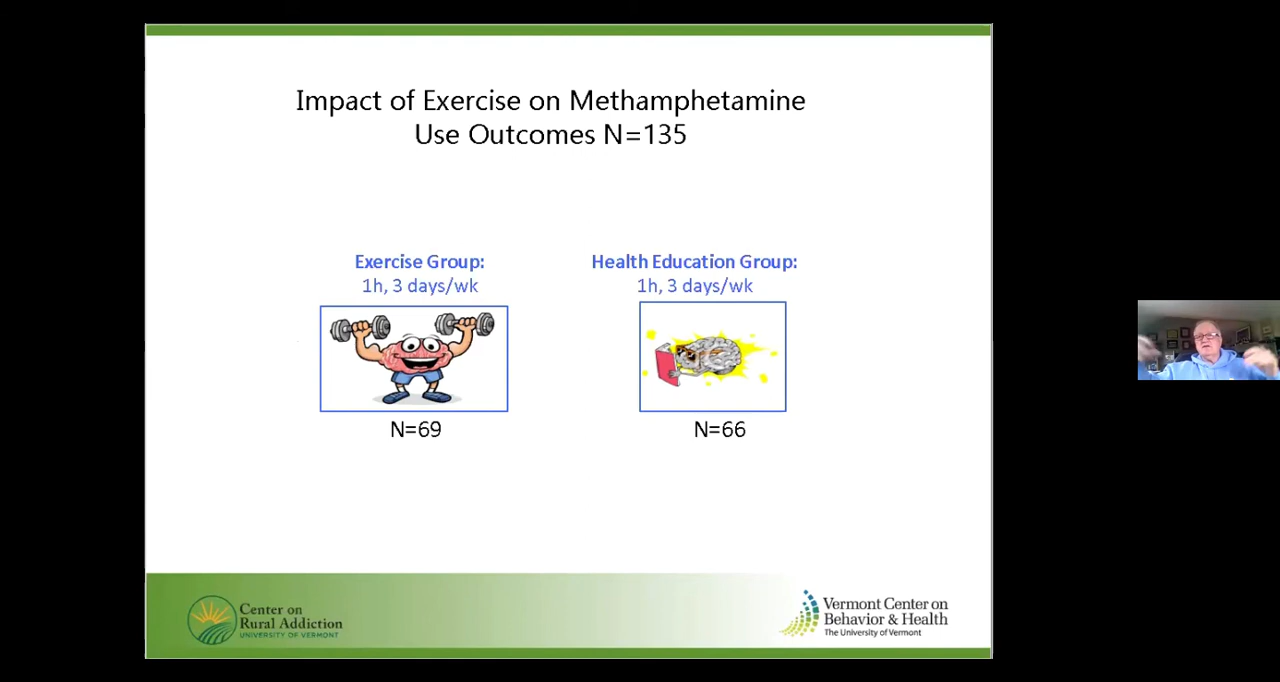 Impact of Exercise on Methamphetamine
Use Outcomes N=135
Exercise Group:
1h, 3 days/wk
Health Education Group:
1h, 3 days/wk
N=69
N=66
Center on
Rural Addiction
UNIVERSITY OF VERMONT
Vermont Center on
Behavior & Health
The University of Vermont